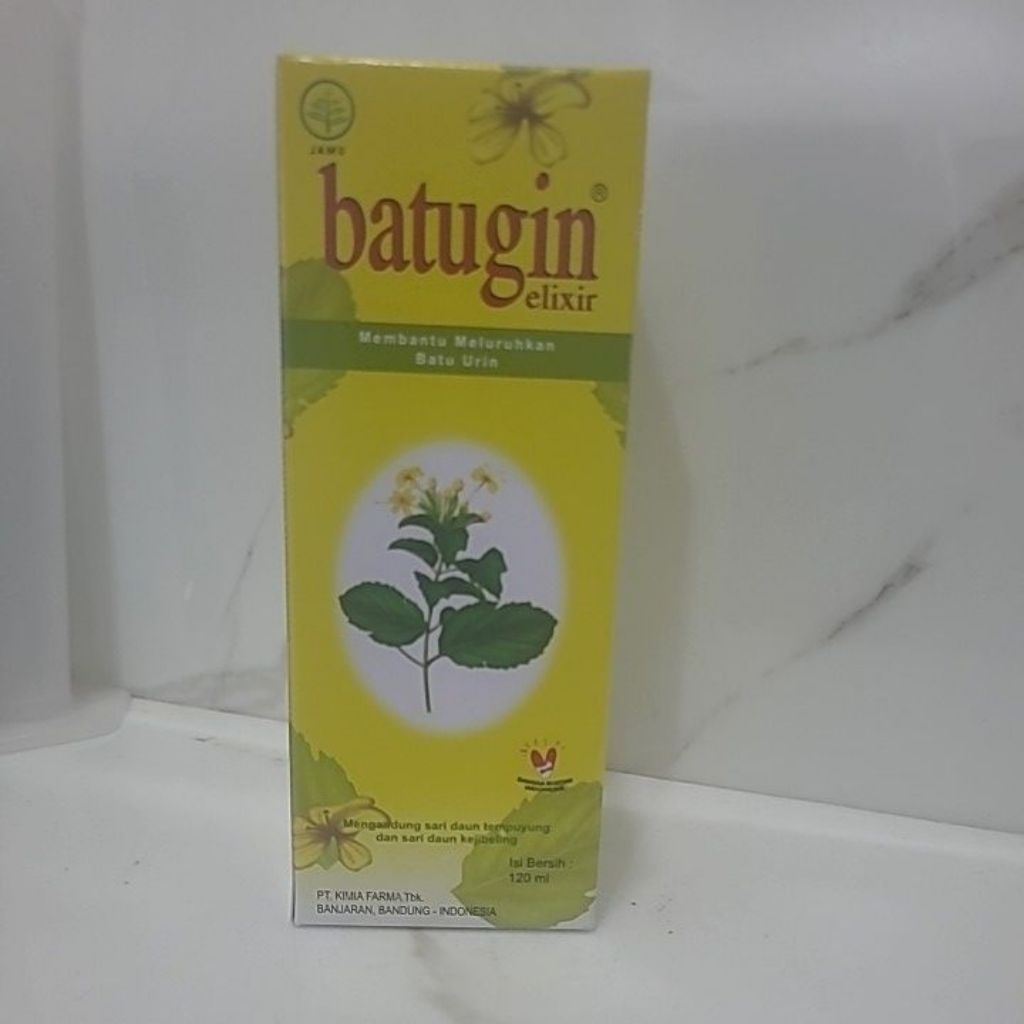 JAMU
batugin®
elixir
Membantu Meluruhkan
Batu Urin
Mengandung sari daun tempuyung
dan sari daun kejibeling
Isi Bersih :
120 ml
PT. KIMIA FARMA Tbk.
BANJARAN, BANDUNG - INDONESIA